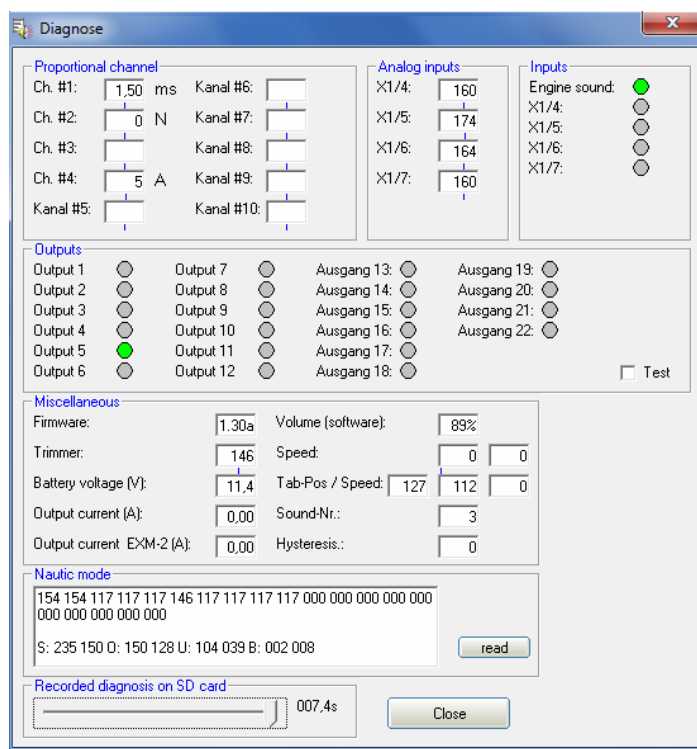 Diagnose
Proportional channel
Ch. #1: 1,50 ms Kanal #6:
Ch. #2: 0 N Kanal #7:
Ch. #3: Kanal #8:
Ch. #4: 5 A Kanal #9:
Kanal #5: Kanal #10:
Analog inputs
X1/4: 160
X1/5: 174
X1/6: 164
X1/7: 160
Inputs
Engine sound:
X1/4:
X1/5:
X1/6:
X1/7:
Outputs
Output 1 Output 7 Ausgang 13: Ausgang 19:
Output 2 Output 8 Ausgang 14: Ausgang 20:
Output 3 Output 9 Ausgang 15: Ausgang 21:
Output 4 Output 10 Ausgang 16: Ausgang 22:
Output 5 Output 11 Ausgang 17:
Output 6 Output 12 Ausgang 18: Test
Miscellaneous
Firmware: 1.30a Volume (software): 89%
Trimmer: 146 Speed: 0 0
Battery voltage (V): 11,4 Tab-Pos / Speed: 127 112 0
Output current (A): 0,00 Sound-Nr.: 3
Output current EXM-2 (A): 0,00 Hysteresis.: 0
Nautic mode
154 154 117 117 117 146 117 117 117 117 000 000 000 000 000
000 000 000 000 000
S: 235 150 O: 150 128 U: 104 039 B: 002 008
read
Recorded diagnosis on SD card
007,4s
Close